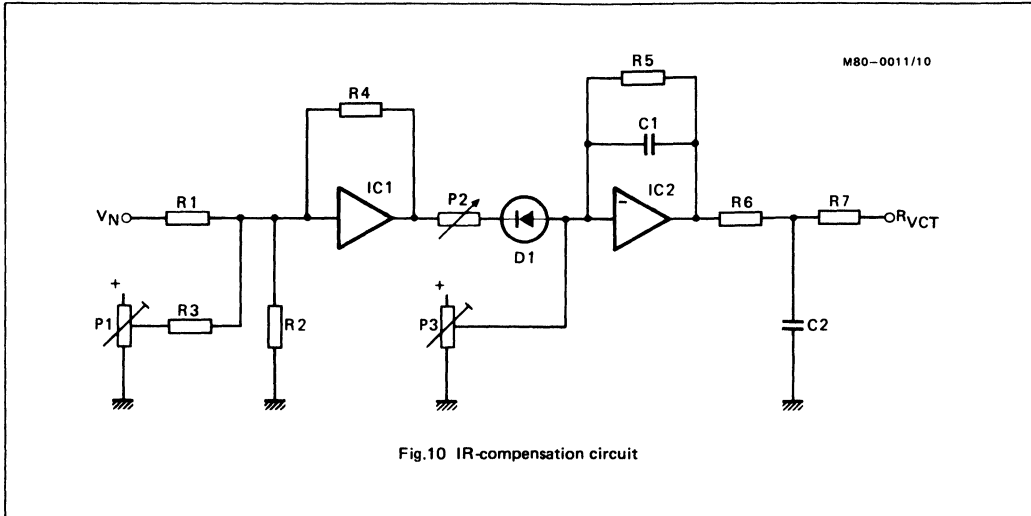 M80-0011/10
R5
R4
C1
IC1
IC2
R1
P2
R6
R7
VN
RVCT
−
D1
+
+
P1
R3
R2
P3
C2
Fig.10 IR-compensation circuit